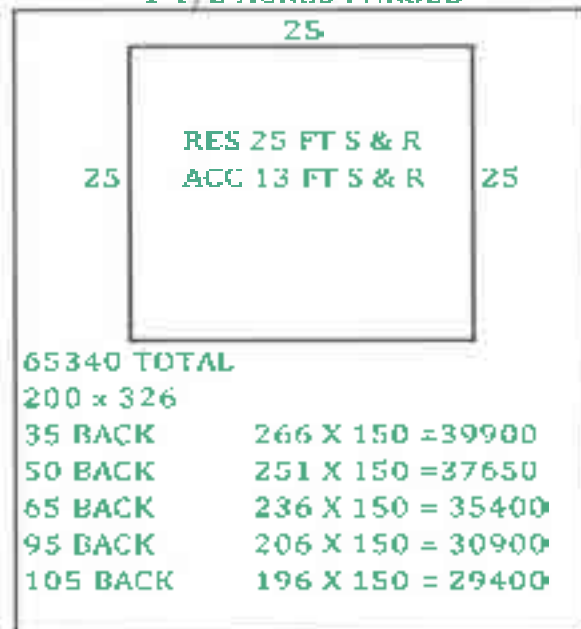 25
RES 25 FT S & R
25 ACC 13 FT S & R 25
65340 TOTAL
200 x 326
35 BACK 266 X 150 =39900
50 BACK 251 X 150 =37650
65 BACK 236 X 150 = 35400
95 BACK 206 X 150 = 30900
105 BACK 196 X 150 = 29400